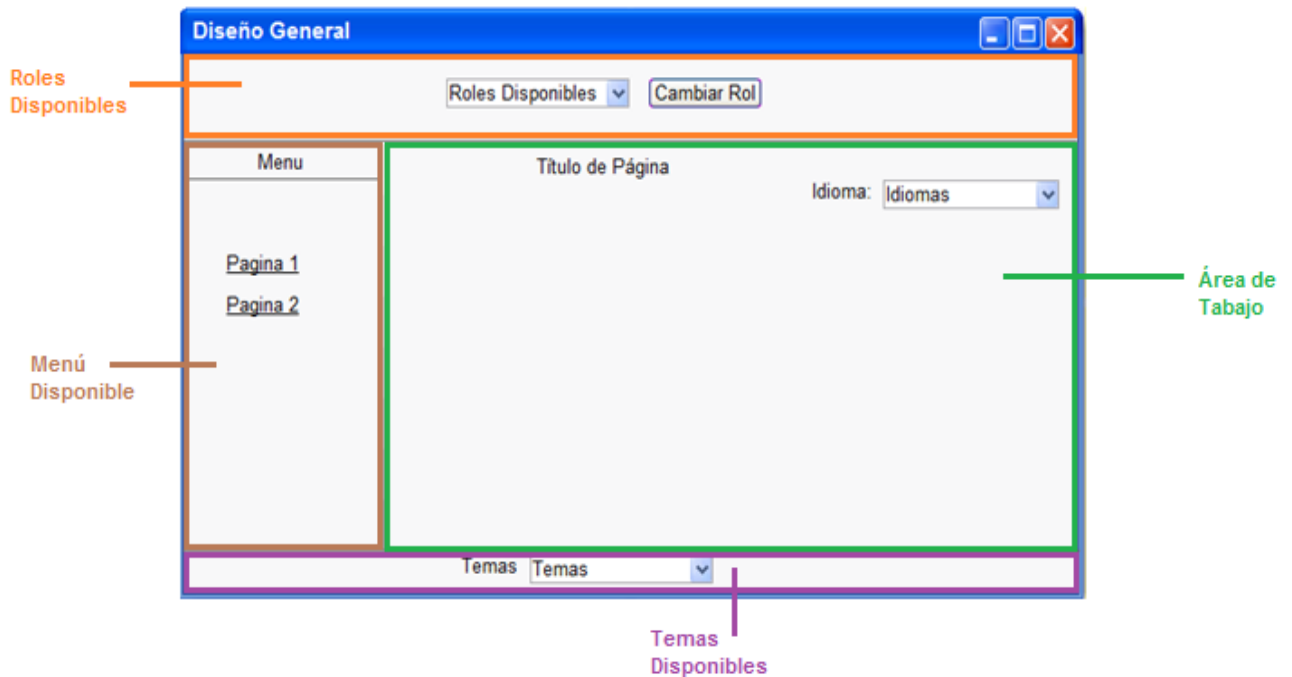 Diseño General
Roles
Disponibles
Roles Disponibles
Cambiar Rol
Menu
Título de Página
Idioma: Idiomas
Pagina 1
Pagina 2
Área de
Tabajo
Menú
Disponible
Temas Temas
Temas
Disponibles